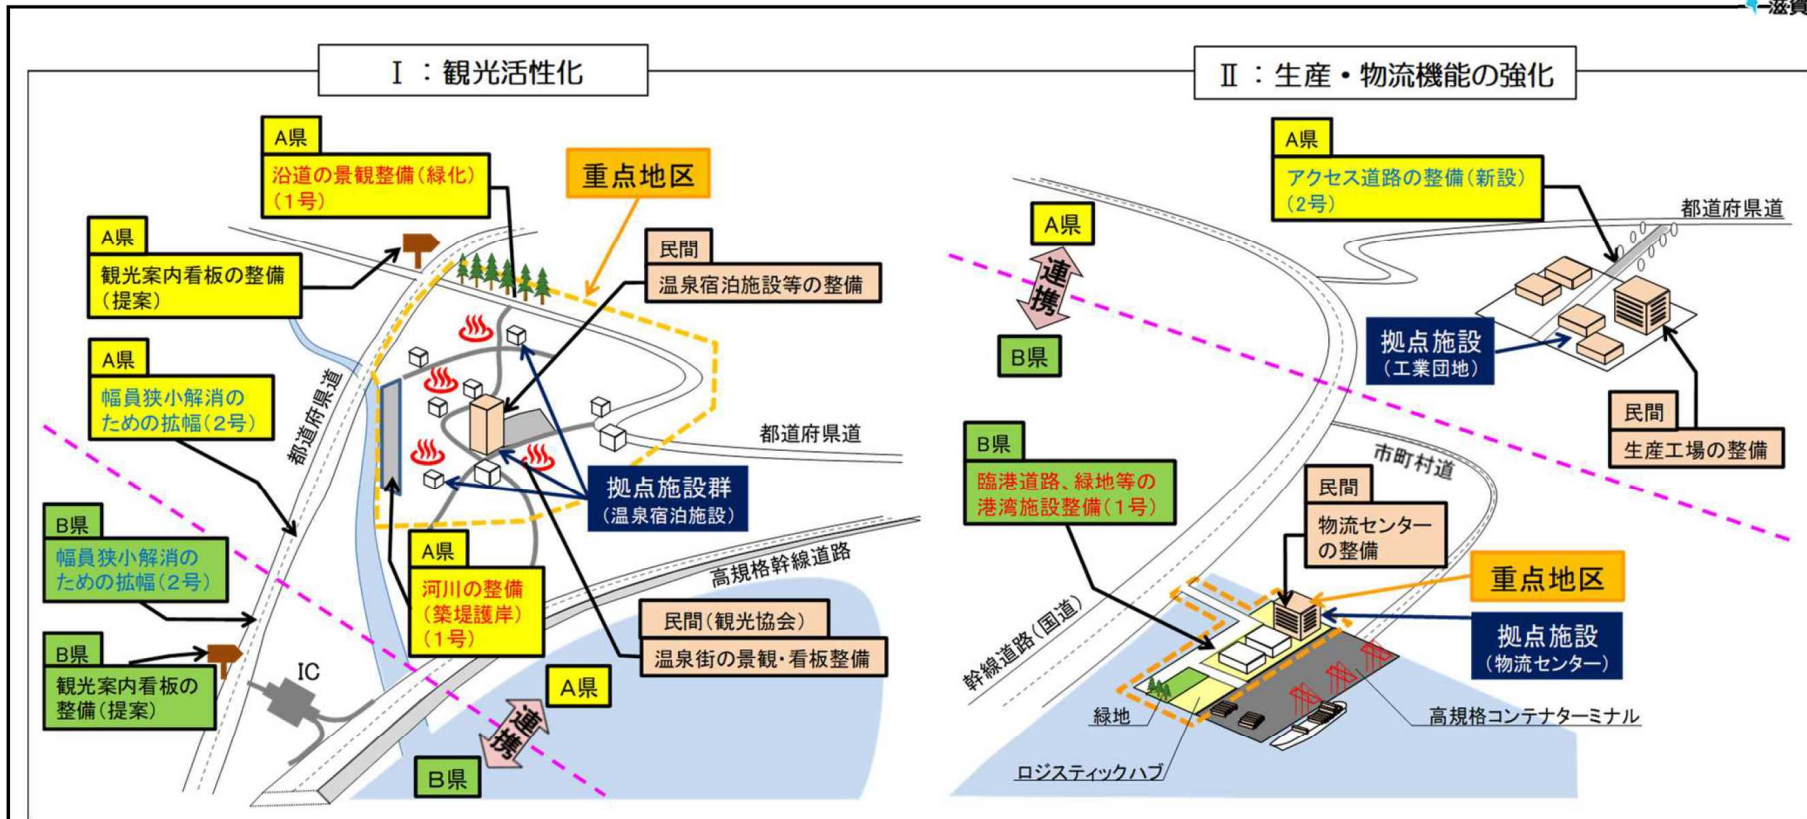 滋賀
Ⅰ：観光活性化
A県
沿道の景観整備(緑化)
(1号)
重点地区
A県
観光案内看板の整備
(提案)
民間
温泉宿泊施設等の整備
A県
幅員狭小解消の
ための拡幅(2号)
都道府県道
都道府県道
拠点施設群
(温泉宿泊施設)
B県
幅員狭小解消の
ための拡幅(2号)
A県
河川の整備
(築堤護岸)
(1号)
高規格幹線道路
民間(観光協会)
温泉街の景観・看板整備
B県
観光案内看板の
整備(提案)
IC
A県
連携
B県
Ⅱ：生産・物流機能の強化
A県
アクセス道路の整備(新設)
(2号)
都道府県道
A県
連携
B県
拠点施設
(工業団地)
民間
生産工場の整備
市町村道
B県
臨港道路、緑地等の
港湾施設整備(1号)
民間
物流センター
の整備
重点地区
拠点施設
(物流センター)
幹線道路(国道)
緑地
高規格コンテナターミナル
ロジスティックハブ